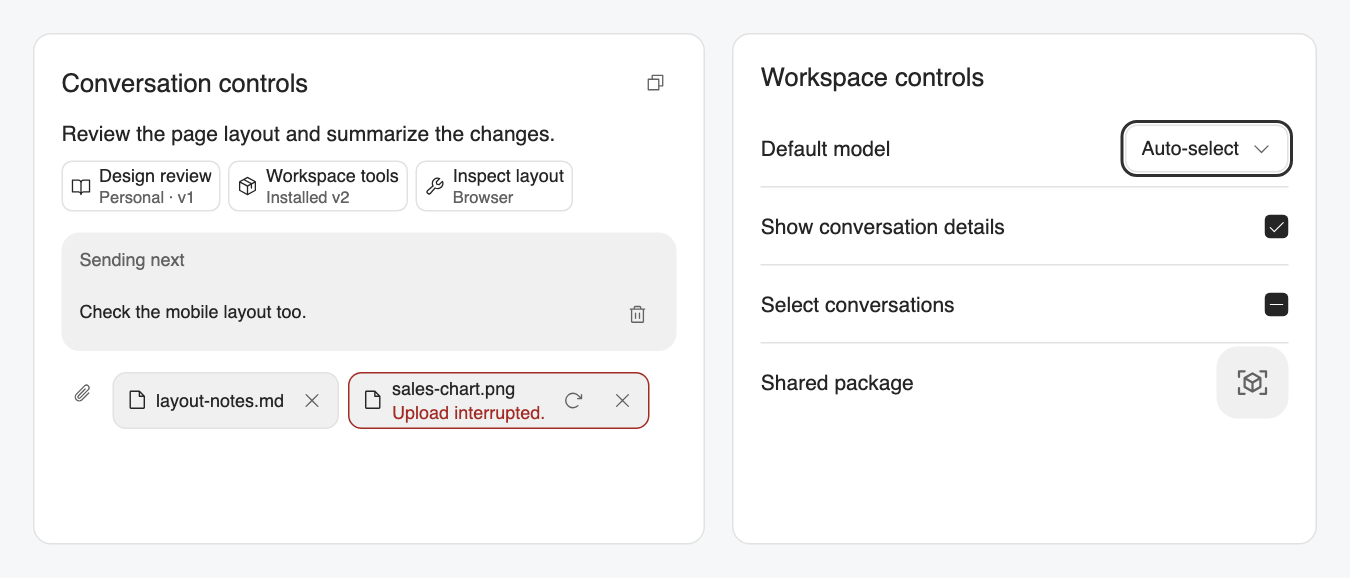 Conversation controls
Review the page layout and summarize the changes.
Design review
Personal · v1
Workspace tools
Installed v2
Inspect layout
Browser
Sending next
Check the mobile layout too.
layout-notes.md
sales-chart.png
Upload interrupted.
Workspace controls
Default model
Auto-select
Show conversation details
Select conversations
Shared package